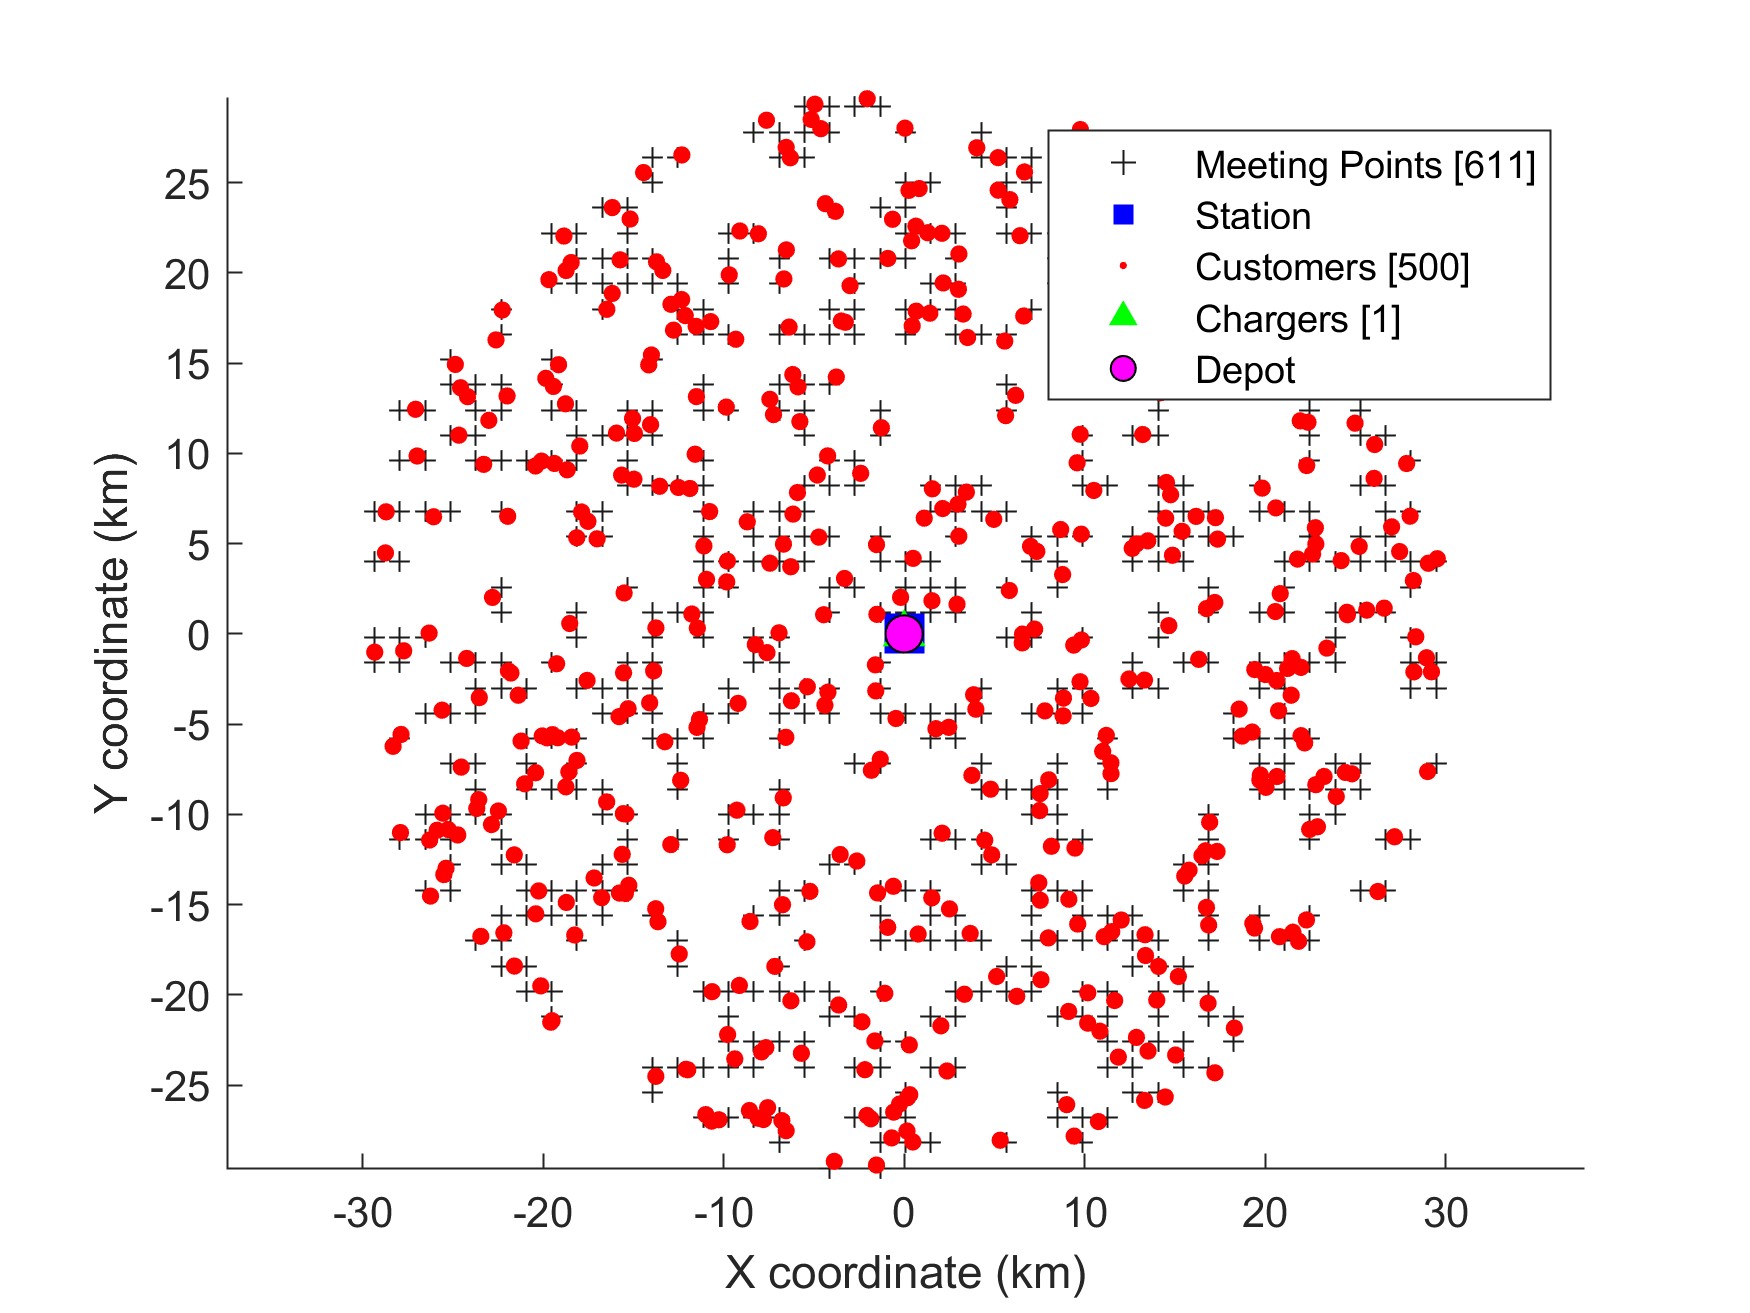 Meeting Points [611]
Station
Customers [500]
Chargers [1]
Depot
25
20
15
10
5
0
-5
-10
-15
-20
-25
Y coordinate (km)
-30 -20 -10 0 10 20 30
X coordinate (km)